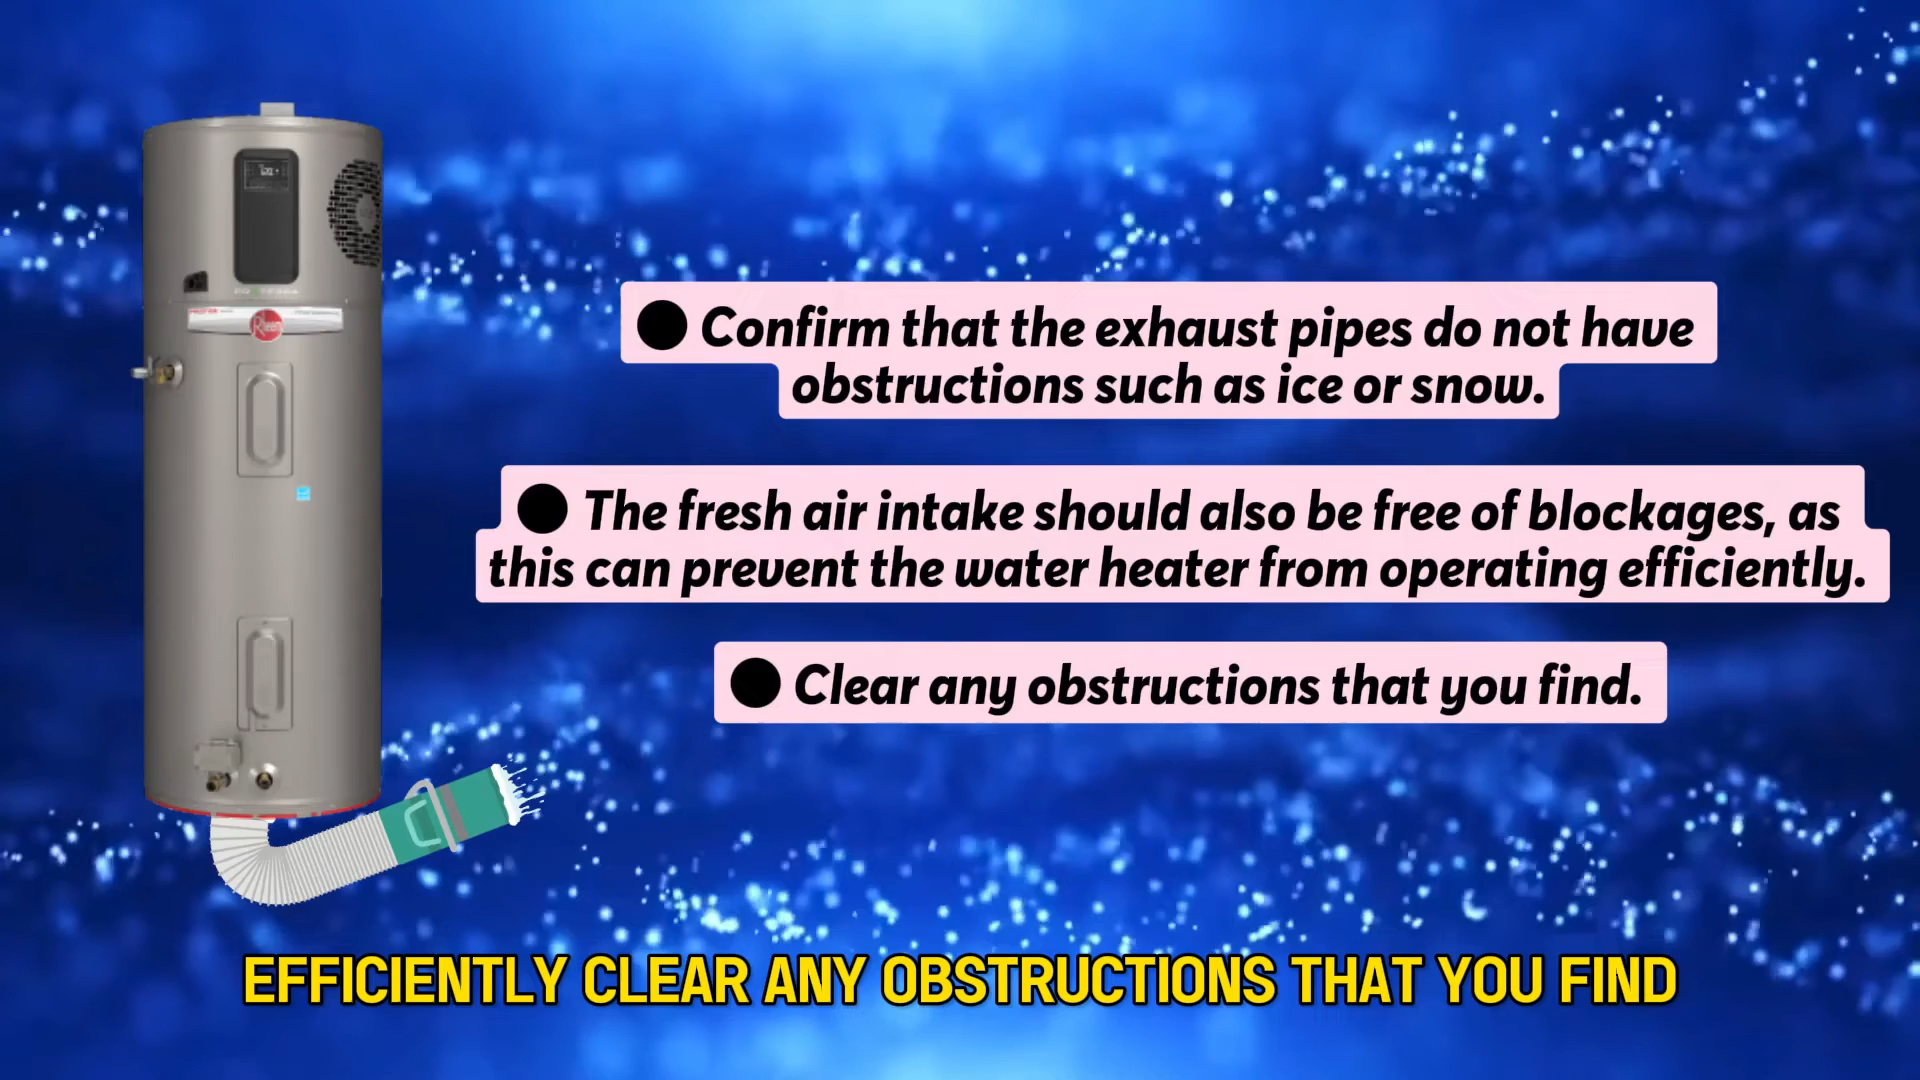 Rheem
● Confirm that the exhaust pipes do not have
obstructions such as ice or snow.
● The fresh air intake should also be free of blockages, as
this can prevent the water heater from operating efficiently.
● Clear any obstructions that you find.
EFFICIENTLY CLEAR ANY OBSTRUCTIONS THAT YOU FIND